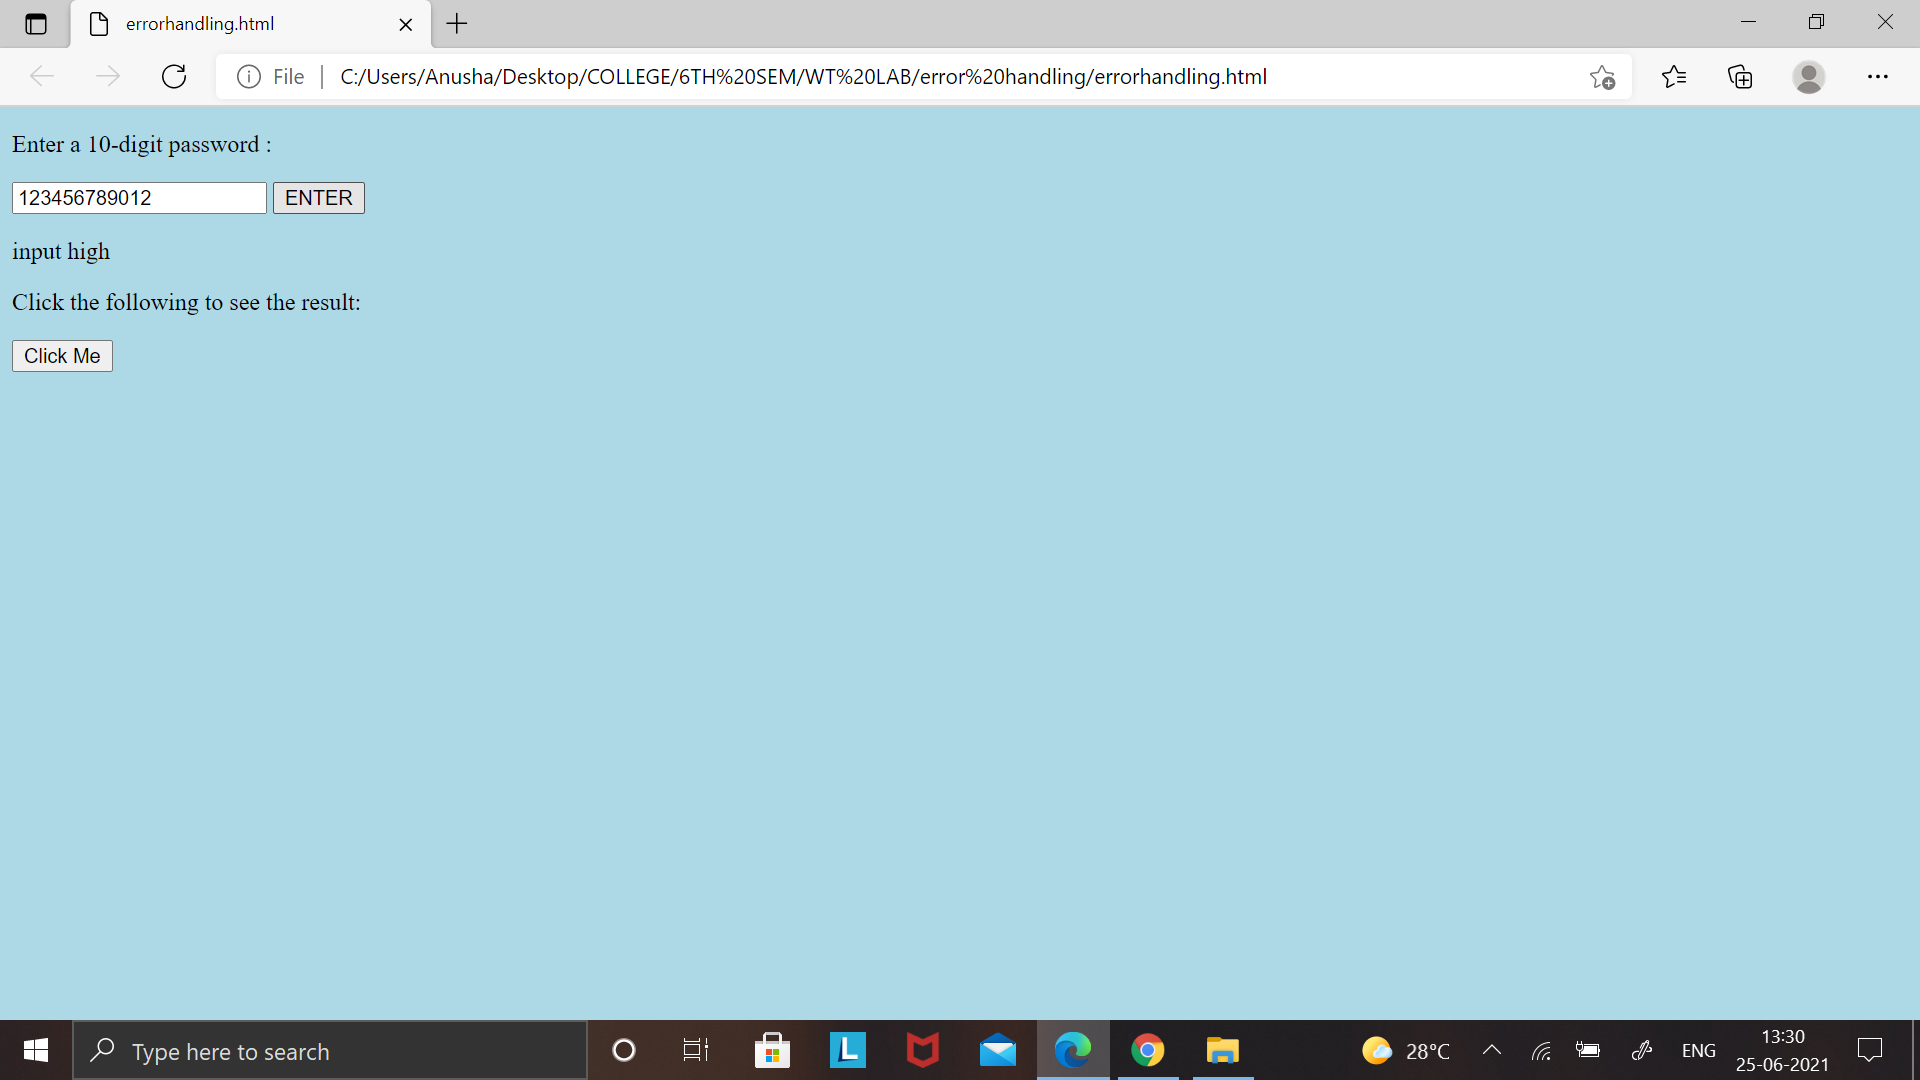 errorhandling.html
File | C:/Users/Anusha/Desktop/COLLEGE/6TH%20SEM/WT%20LAB/error%20handling/errorhandling.html
Enter a 10-digit password :
123456789012 ENTER
input high
Click the following to see the result:
Click Me
Type here to search
L
28°C
ENG
13:30
25-06-2021